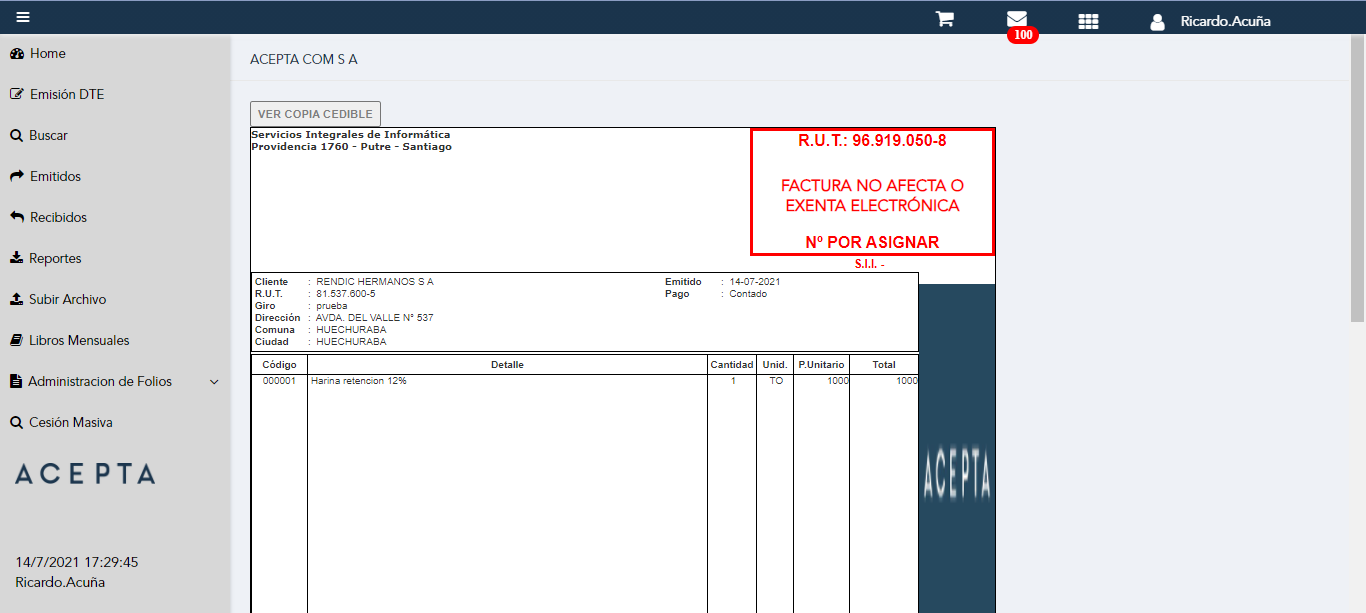 Ricardo.Acuña
100
Home
Emisión DTE
Buscar
Emitidos
Recibidos
Reportes
Subir Archivo
Libros Mensuales
Administracion de Folios
Cesión Masiva
ACEPTA
14/7/2021 17:29:45
Ricardo.Acuña
ACEPTA COM S A
VER COPIA CEDIBLE
Servicios Integrales de Informática
Providencia 1760 - Putre - Santiago
R.U.T.: 96.919.050-8
FACTURA NO AFECTA O
EXENTA ELECTRÓNICA
Nº POR ASIGNAR
S.I.I. -
Cliente : RENDIC HERMANOS S A Emitido : 14-07-2021
R.U.T. : 81.537.600-5 Pago : Contado
Giro : prueba
Dirección : AVDA. DEL VALLE N° 537
Comuna : HUECHURABA
Ciudad : HUECHURABA
Código Detalle Cantidad Unid. P.Unitario Total
000001 Harina retencion 12% 1 TO 1000 1000
ACEPTA